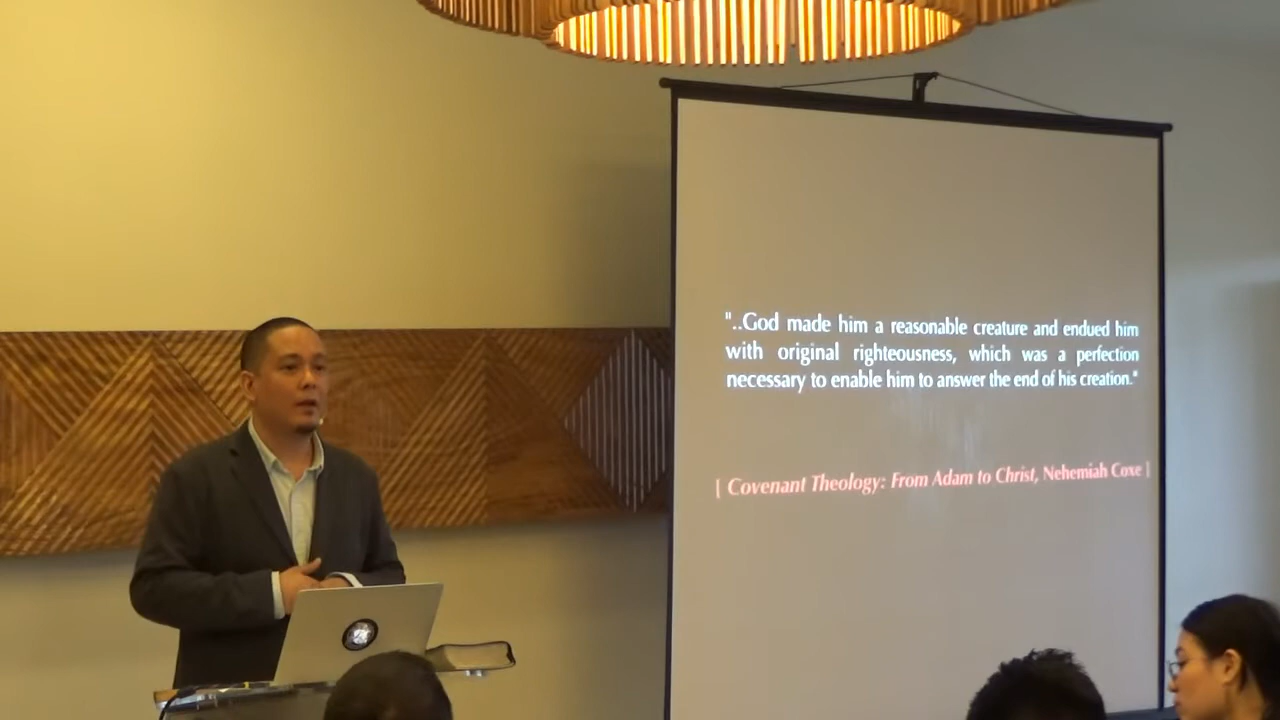 "..God made him a reasonable creature and endued him
with original righteousness, which was a perfection
necessary to enable him to answer the end of his creation."
[ Covenant Theology: From Adam to Christ, Nehemiah Coxe ]